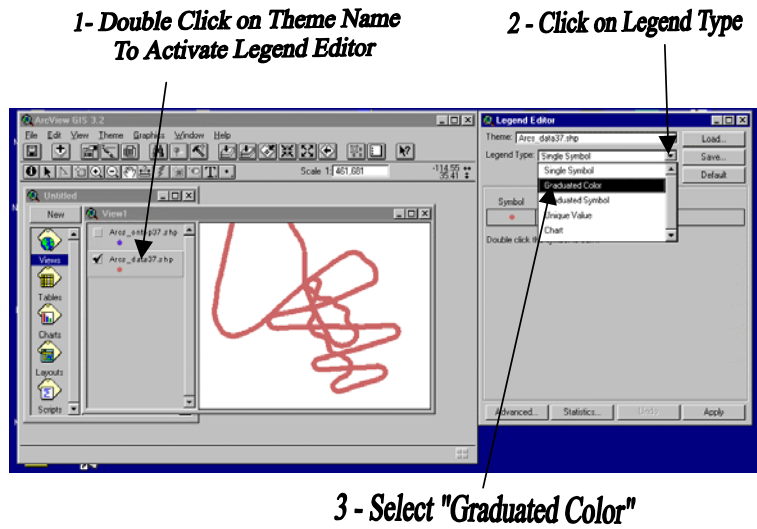 1- Double Click on Theme Name
To Activate Legend Editor
2 - Click on Legend Type
ArcView GIS 3.2
File Edit View Theme Graphics Window Help
Scale 1: 461,681
-114.55
35.41
Untitled
New
Views
Tables
Charts
Layouts
Scripts
View1
Arcs_ontop37.shp
Arcs_data37.shp
Legend Editor
Theme: Arcs_data37.shp
Load...
Legend Type: Single Symbol
Save...
Default
Single Symbol
Graduated Color
Graduated Symbol
Unique Value
Chart
Symbol
Double click the
Advanced... Statistics... Undo Apply
3 - Select "Graduated Color"